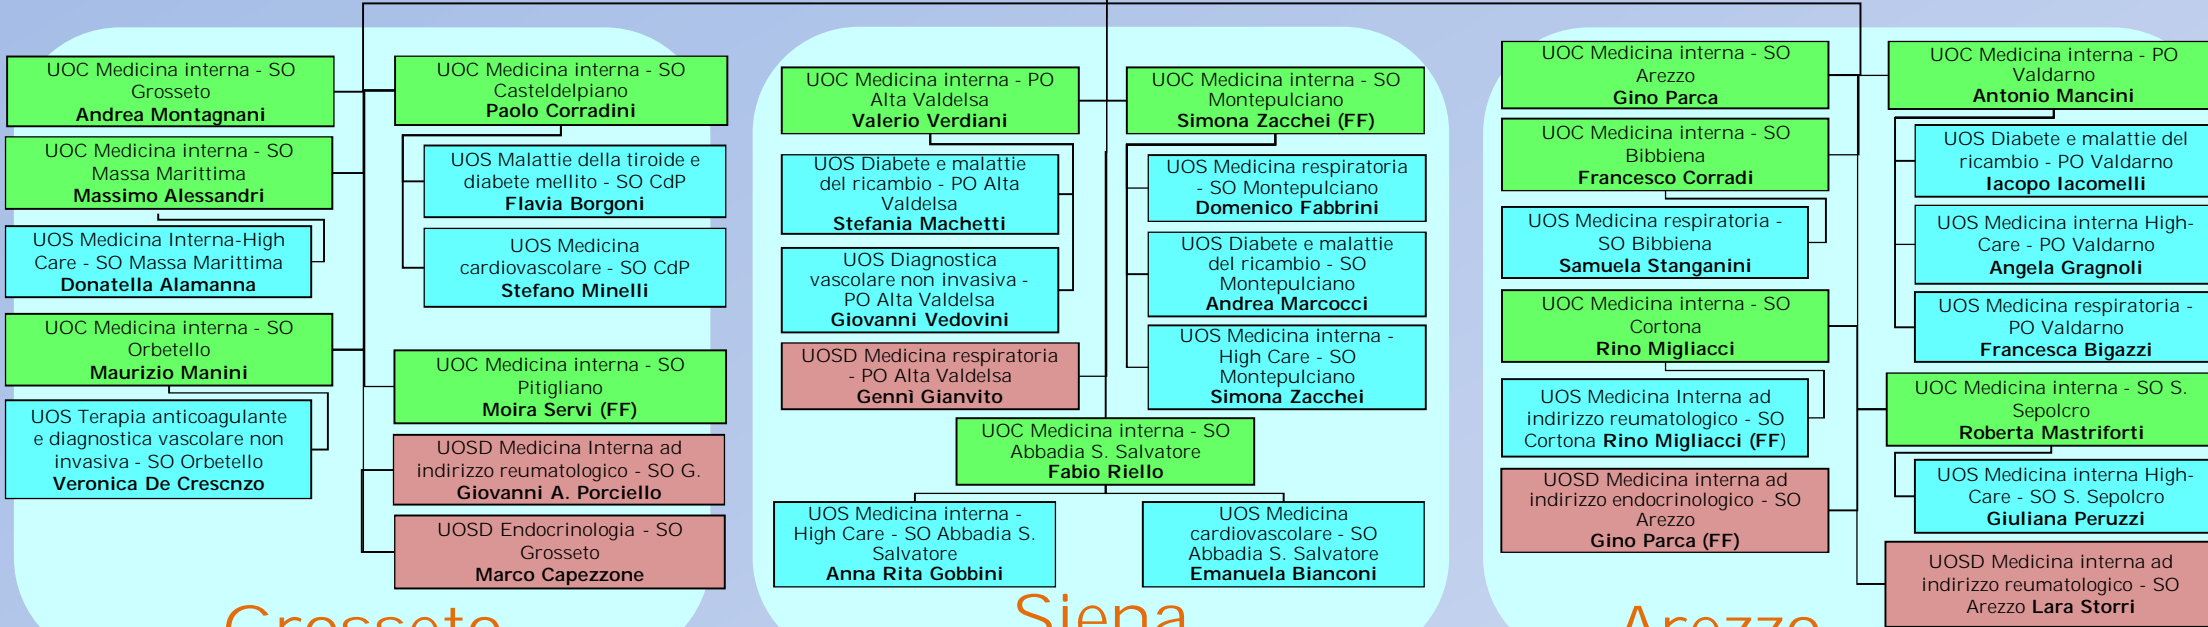 UOC Medicina interna - SO
Grosseto
Andrea Montagnani
UOC Medicina interna - SO
Massa Marittima
Massimo Alessandri
UOS Medicina Interna-High
Care - SO Massa Marittima
Donatella Alamanna
UOC Medicina interna - SO
Orbetello
Maurizio Manini
UOS Terapia anticoagulante
e diagnostica vascolare non
invasiva - SO Orbetello
Veronica De Crescnzo
UOC Medicina interna - SO
Casteldelpiano
Paolo Corradini
UOS Malattie della tiroide e
diabete mellito - SO CdP
Flavia Borgoni
UOS Medicina
cardiovascolare - SO CdP
Stefano Minelli
UOC Medicina interna - SO
Pitigliano
Moira Servi (FF)
UOSD Medicina Interna ad
indirizzo reumatologico - SO G.
Giovanni A. Porciello
UOSD Endocrinologia - SO
Grosseto
Marco Capezzone
Grosseto
UOC Medicina interna - PO
Alta Valdelsa
Valerio Verdiani
UOS Diabete e malattie
del ricambio - PO Alta
Valdelsa
Stefania Machetti
UOS Diagnostica
vascolare non invasiva -
PO Alta Valdelsa
Giovanni Vedovini
UOSD Medicina respiratoria
- PO Alta Valdelsa
Gennì Gianvito
UOC Medicina interna - SO
Montepulciano
Simona Zacchei (FF)
UOS Medicina respiratoria
- SO Montepulciano
Domenico Fabbrini
UOS Diabete e malattie
del ricambio - SO
Montepulciano
Andrea Marcocci
UOS Medicina interna -
High Care - SO
Montepulciano
Simona Zacchei
UOC Medicina interna - SO
Abbadia S. Salvatore
Fabio Riello
UOS Medicina interna -
High Care - SO Abbadia S.
Salvatore
Anna Rita Gobbini
UOS Medicina
cardiovascolare - SO
Abbadia S. Salvatore
Emanuela Bianconi
Siena
UOC Medicina interna - SO
Arezzo
Gino Parca
UOC Medicina interna - SO
Bibbiena
Francesco Corradi
UOS Medicina respiratoria -
SO Bibbiena
Samuela Stanganini
UOC Medicina interna - SO
Cortona
Rino Migliacci
UOS Medicina Interna ad
indirizzo reumatologico - SO
Cortona Rino Migliacci (FF)
UOSD Medicina interna ad
indirizzo endocrinologico - SO
Arezzo
Gino Parca (FF)
UOC Medicina interna - PO
Valdarno
Antonio Mancini
UOS Diabete e malattie del
ricambio - PO Valdarno
Iacopo Iacomelli
UOS Medicina interna High-
Care - PO Valdarno
Angela Gragnoli
UOS Medicina respiratoria -
PO Valdarno
Francesca Bigazzi
UOC Medicina interna - SO S.
Sepolcro
Roberta Mastriforti
UOS Medicina interna High-
Care - SO S. Sepolcro
Giuliana Peruzzi
UOSD Medicina interna ad
indirizzo reumatologico - SO
Arezzo Lara Storri
Arezzo